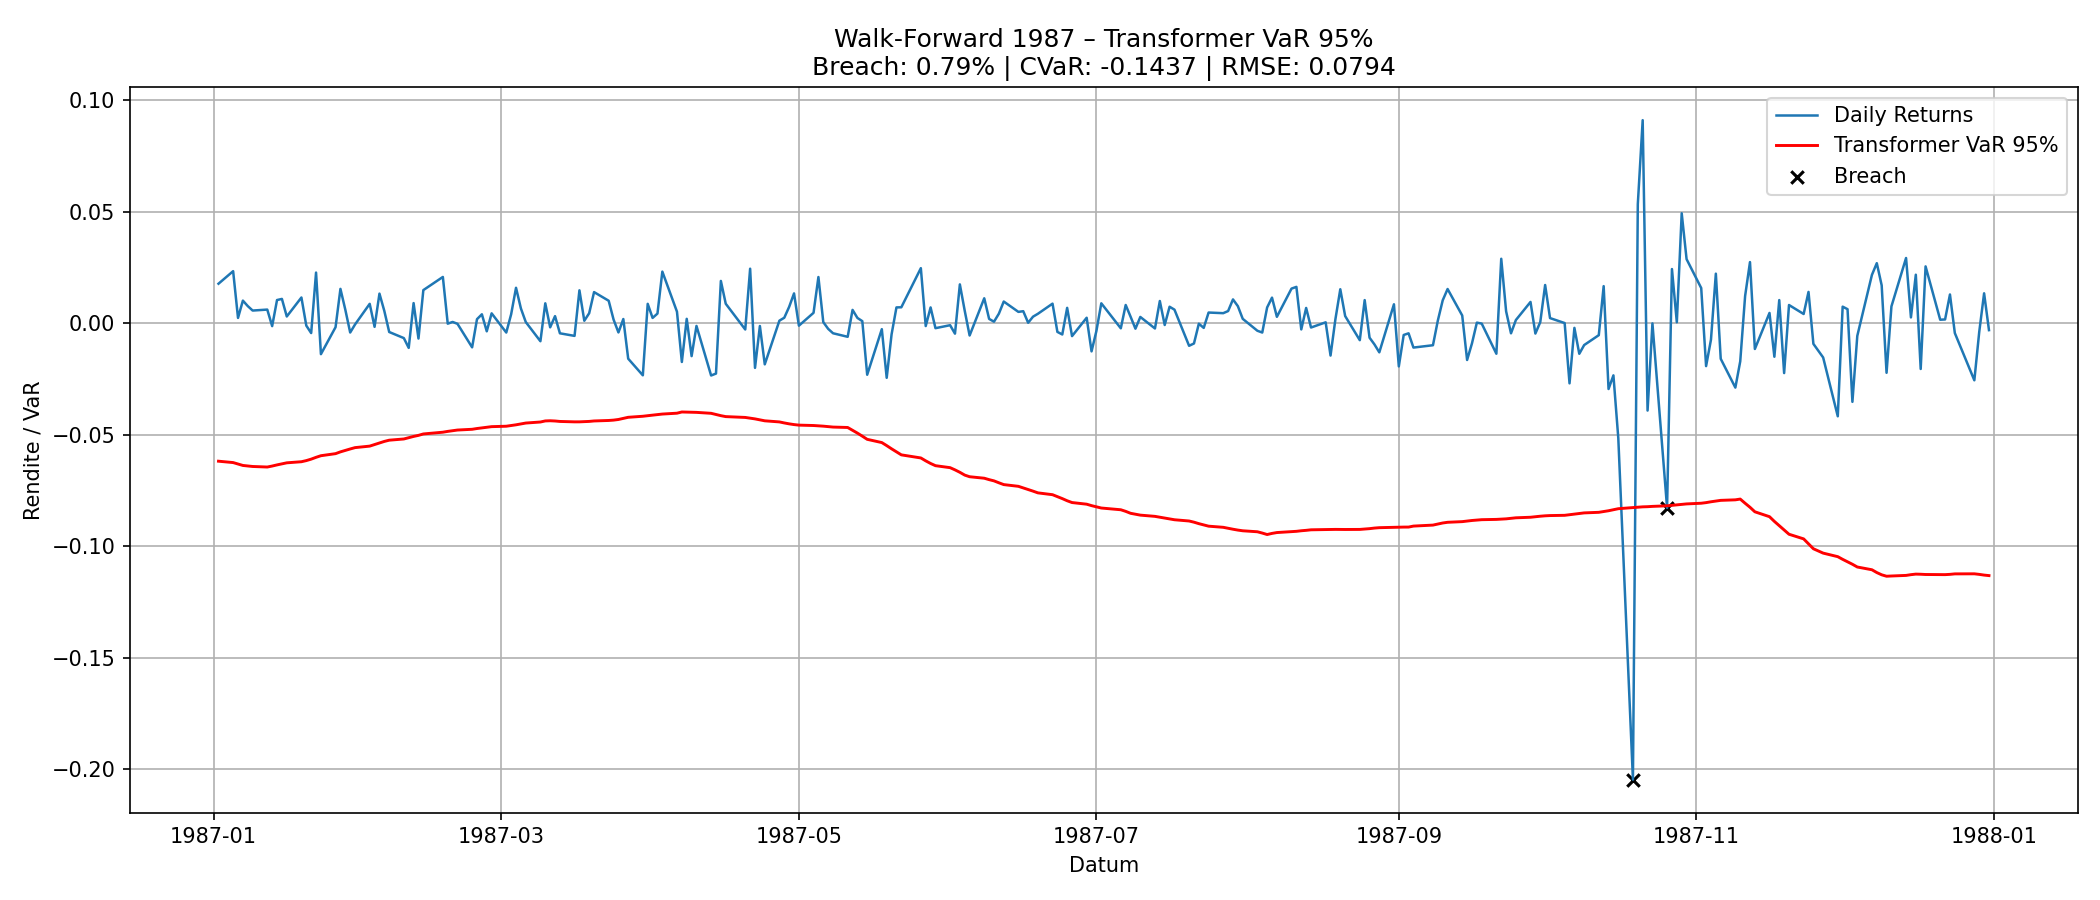 Walk-Forward 1987 – Transformer VaR 95%
Breach: 0.79% | CVaR: -0.1437 | RMSE: 0.0794
Daily Returns
Transformer VaR 95%
Breach
Rendite / VaR
0.10
0.05
0.00
−0.05
−0.10
−0.15
−0.20
1987-01
1987-03
1987-05
1987-07
1987-09
1987-11
1988-01
Datum